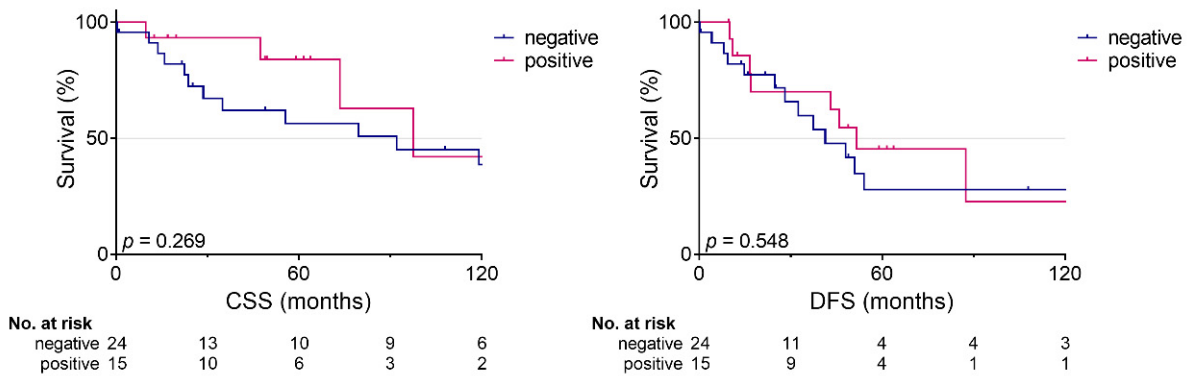 100
50
0
Survival (%)
negative
positive
p = 0.269
0 60 120
CSS (months)
No. at risk
negative 24 13 10 9 6
positive 15 10 6 3 2
100
50
0
Survival (%)
negative
positive
p = 0.548
0 60 120
DFS (months)
No. at risk
negative 24 11 4 4 3
positive 15 9 4 1 1